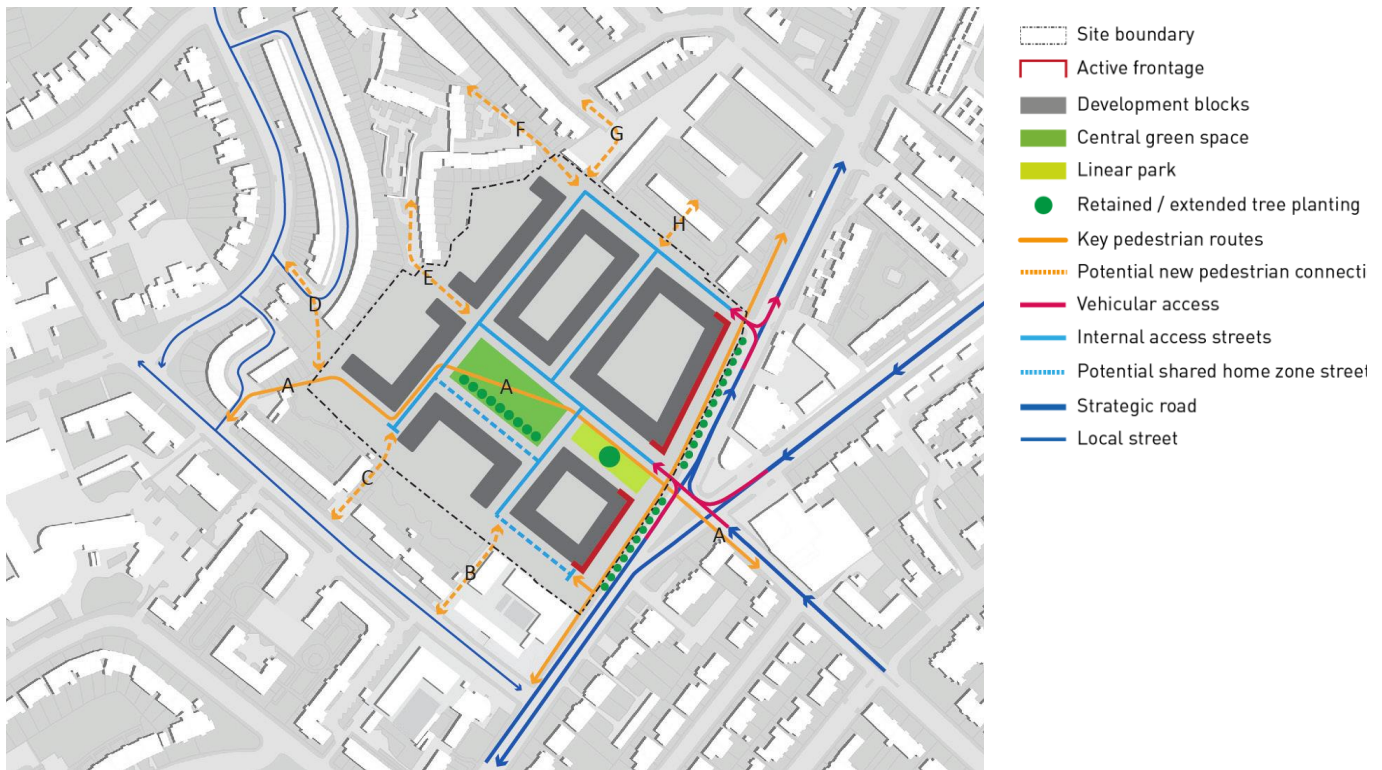 Site boundary
Active frontage
Development blocks
Central green space
Linear park
Retained / extended tree planting
Key pedestrian routes
Potential new pedestrian connecti
Vehicular access
Internal access streets
Potential shared home zone street
Strategic road
Local street
F
G
H
E
D
A
A
C
A
B